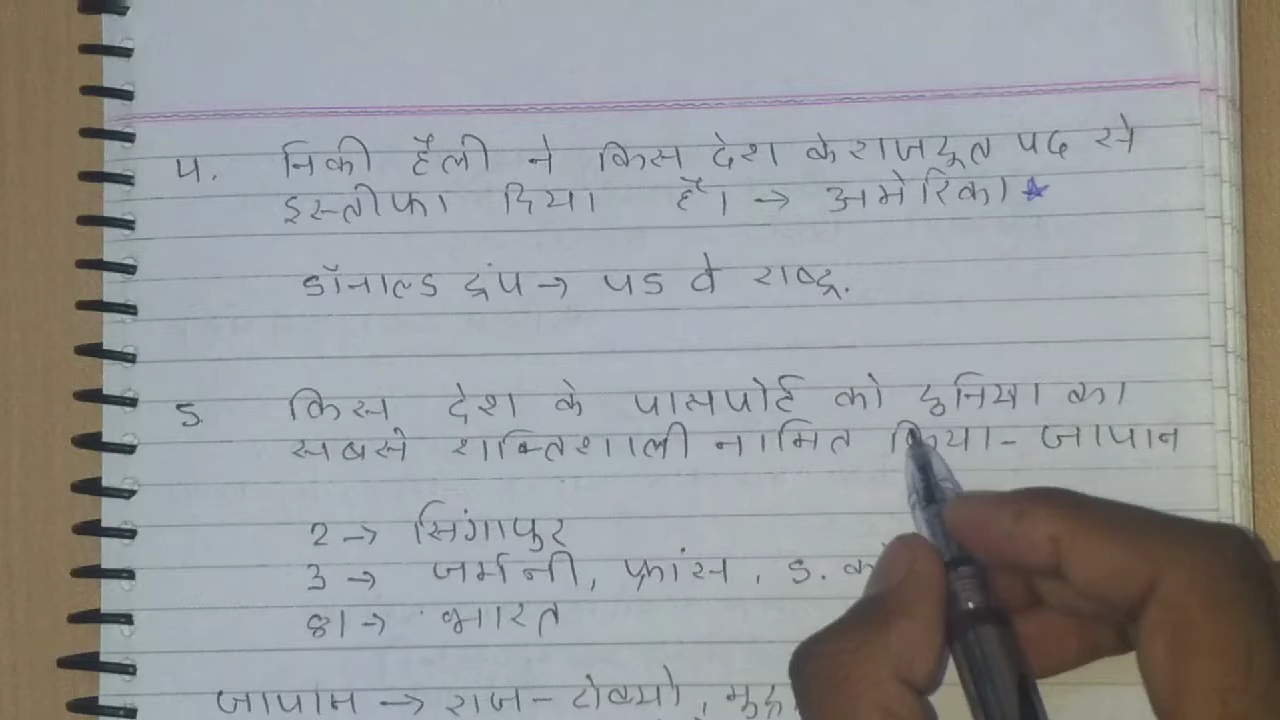 4. निकी हैली ने किस देश के राजदूत पद से
इस्तीफा दिया है। → अमेरिका
डॉनाल्ड ट्रंप → 45 वे राष्ट्र.
5. किस देश के पासपोर्ट को दुनिया का
सबसे शक्तिशाली नामित किया - जापान
2 → सिंगापुर
3 → जर्मनी, फ्रांस, द.
81 → भारत
जापान → राज - टोक्यो,